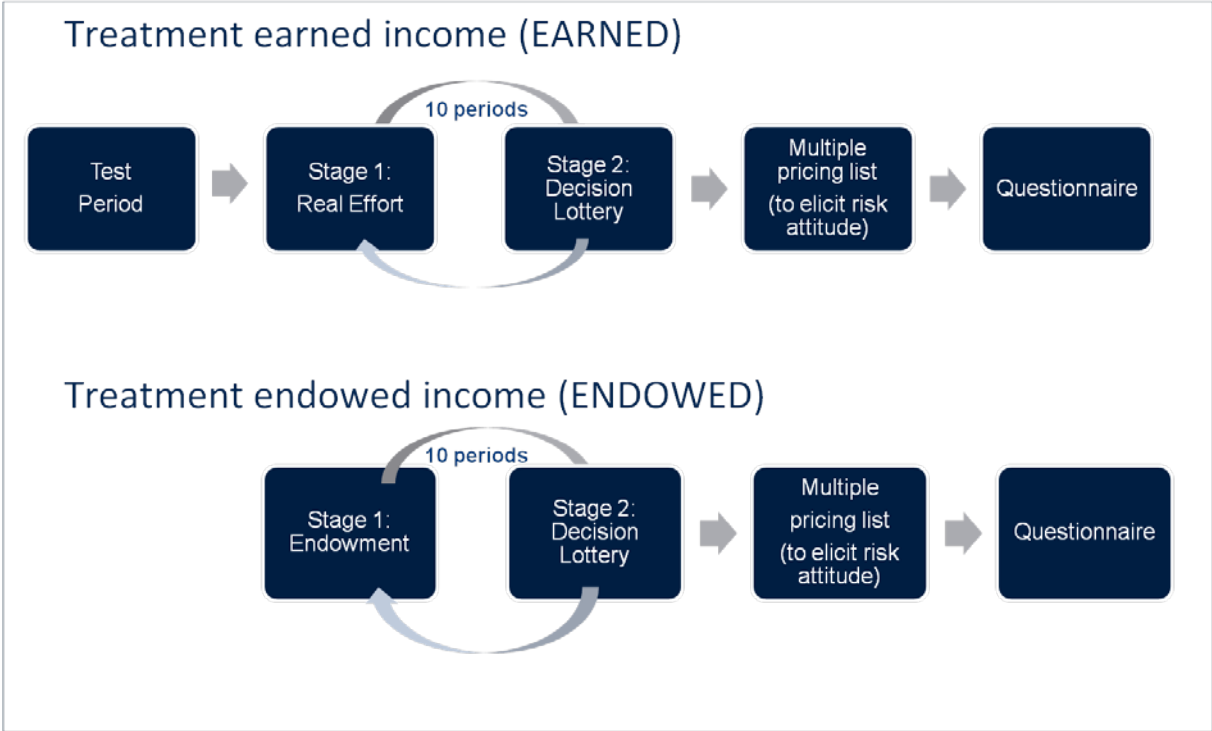 Treatment earned income (EARNED)
10 periods
Test
Period
Stage 1:
Real Effort
Stage 2:
Decision
Lottery
Multiple
pricing list
(to elicit risk
attitude)
Questionnaire
Treatment endowed income (ENDOWED)
10 periods
Stage 1:
Endowment
Stage 2:
Decision
Lottery
Multiple
pricing list
(to elicit risk
attitude)
Questionnaire